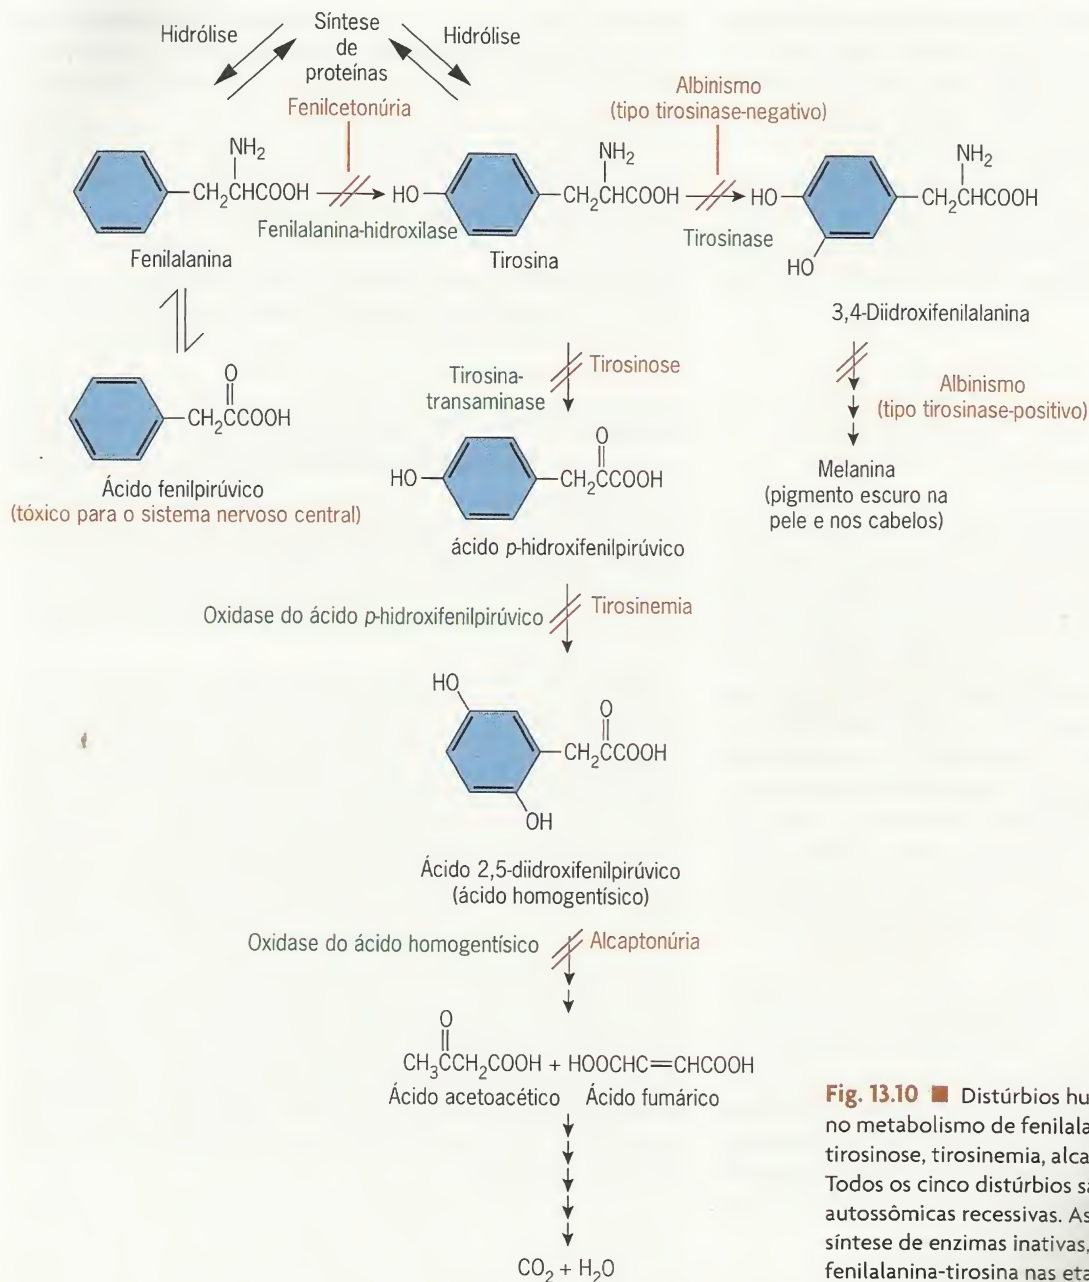 Hidrólise
Síntese
de
proteínas
Hidrólise
Fenilcetonúria
Albinismo
(tipo tirosinase-negativo)
NH₂
CH₂CHCOOH
Fenilalanina-hidroxilase
Fenilalanina
HO
NH₂
CH₂CHCOOH
Tirosinase
Tirosina
HO
HO
NH₂
CH₂CHCOOH
3,4-Diidroxifenilalanina
O
CH₂CCOOH
Ácido fenilpirúvico
(tóxico para o sistema nervoso central)
Tirosina-
transaminase
Tirosinose
Albinismo
(tipo tirosinase-positivo)
Melanina
(pigmento escuro na
pele e nos cabelos)
HO
O
CH₂CCOOH
ácido p-hidroxifenilpirúvico
Oxidase do ácido p-hidroxifenilpirúvico
Tirosinemia
HO
O
CH₂CCOOH
OH
Ácido 2,5-diidroxifenilpirúvico
(ácido homogentísico)
Oxidase do ácido homogentísico
Alcaptonúria
O
CH₃CCH₂COOH + HOOCHC=CHCOOH
Ácido acetoacético Ácido fumárico
CO₂ + H₂O
Fig. 13.10 ■ Distúrbios hu
no metabolismo de fenilala
tirosinose, tirosinemia, alca
Todos os cinco distúrbios sã
autossômicas recessivas. As
síntese de enzimas inativas,
fenilalanina-tirosina nas eta